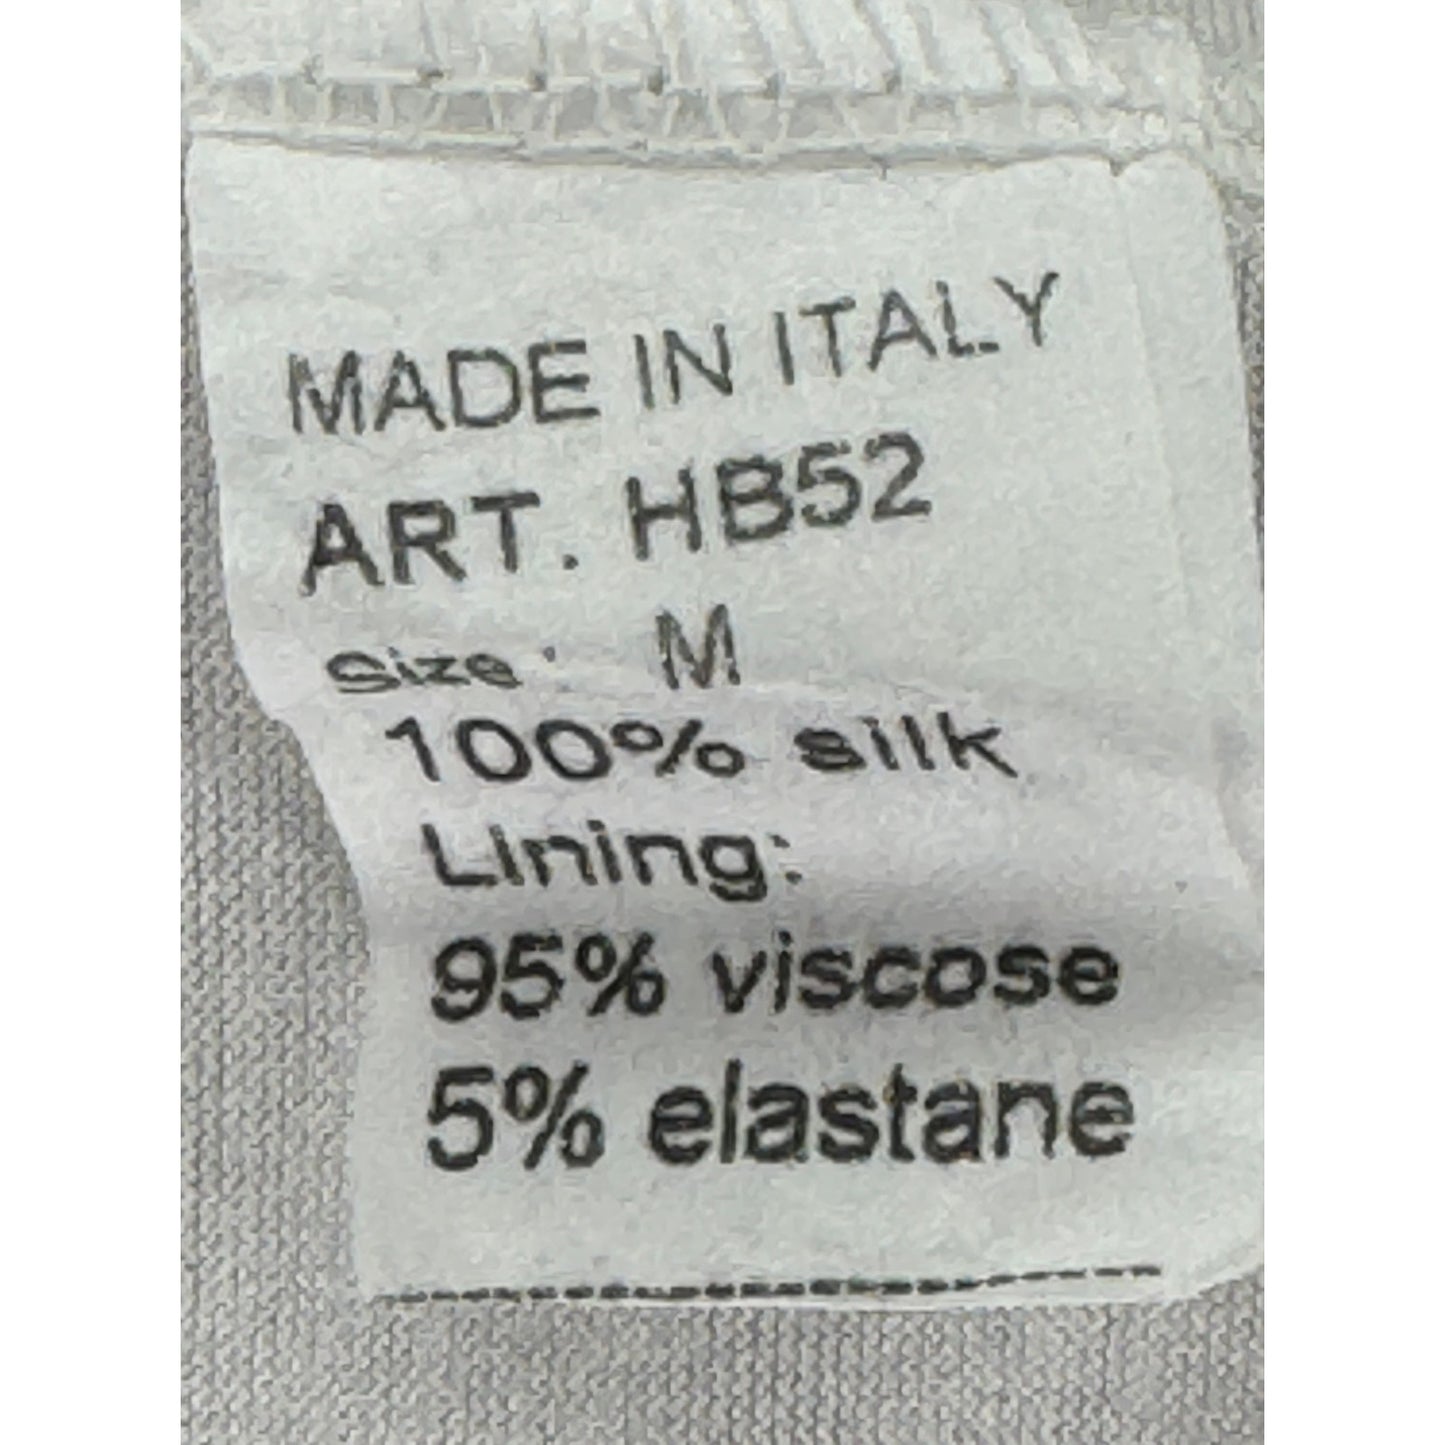 MADE IN ITALY
ART. HB52
Size: M
100% silk
Lining:
95% viscose
5% elastane